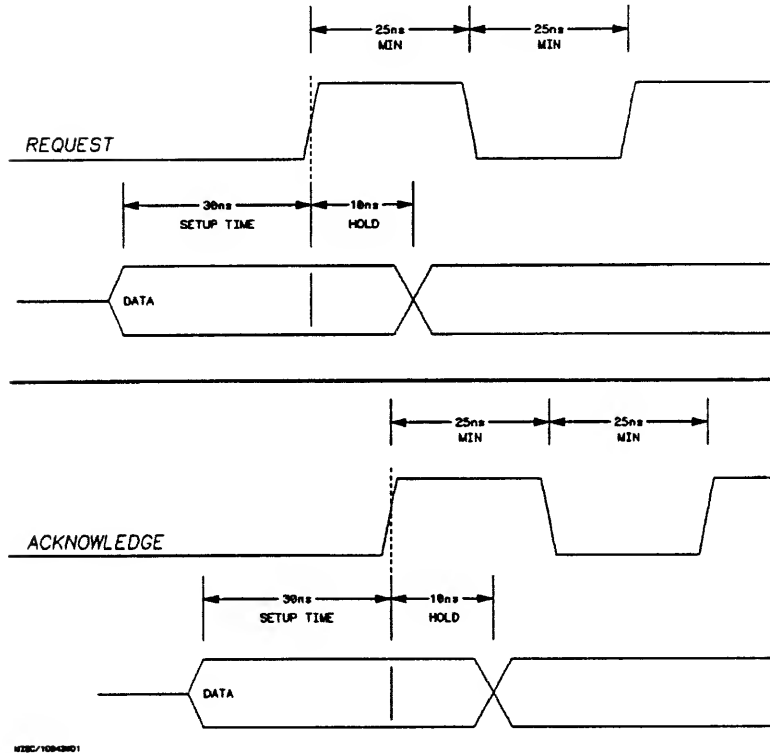 25ns 25ns
MIN MIN
REQUEST
30ns 10ns
SETUP TIME HOLD
DATA
25ns 25ns
MIN MIN
ACKNOWLEDGE
30ns 10ns
SETUP TIME HOLD
DATA